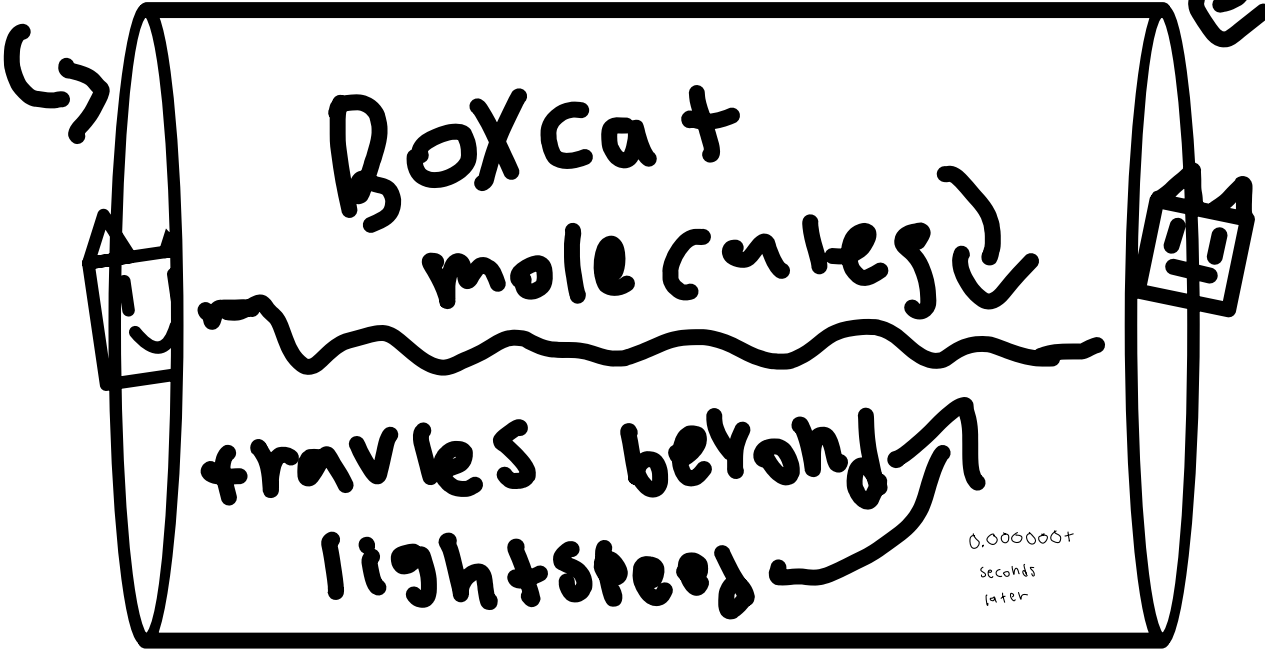 Boxcat
molecules
travles beyond
lightspeed
0.000000+
seconds
later